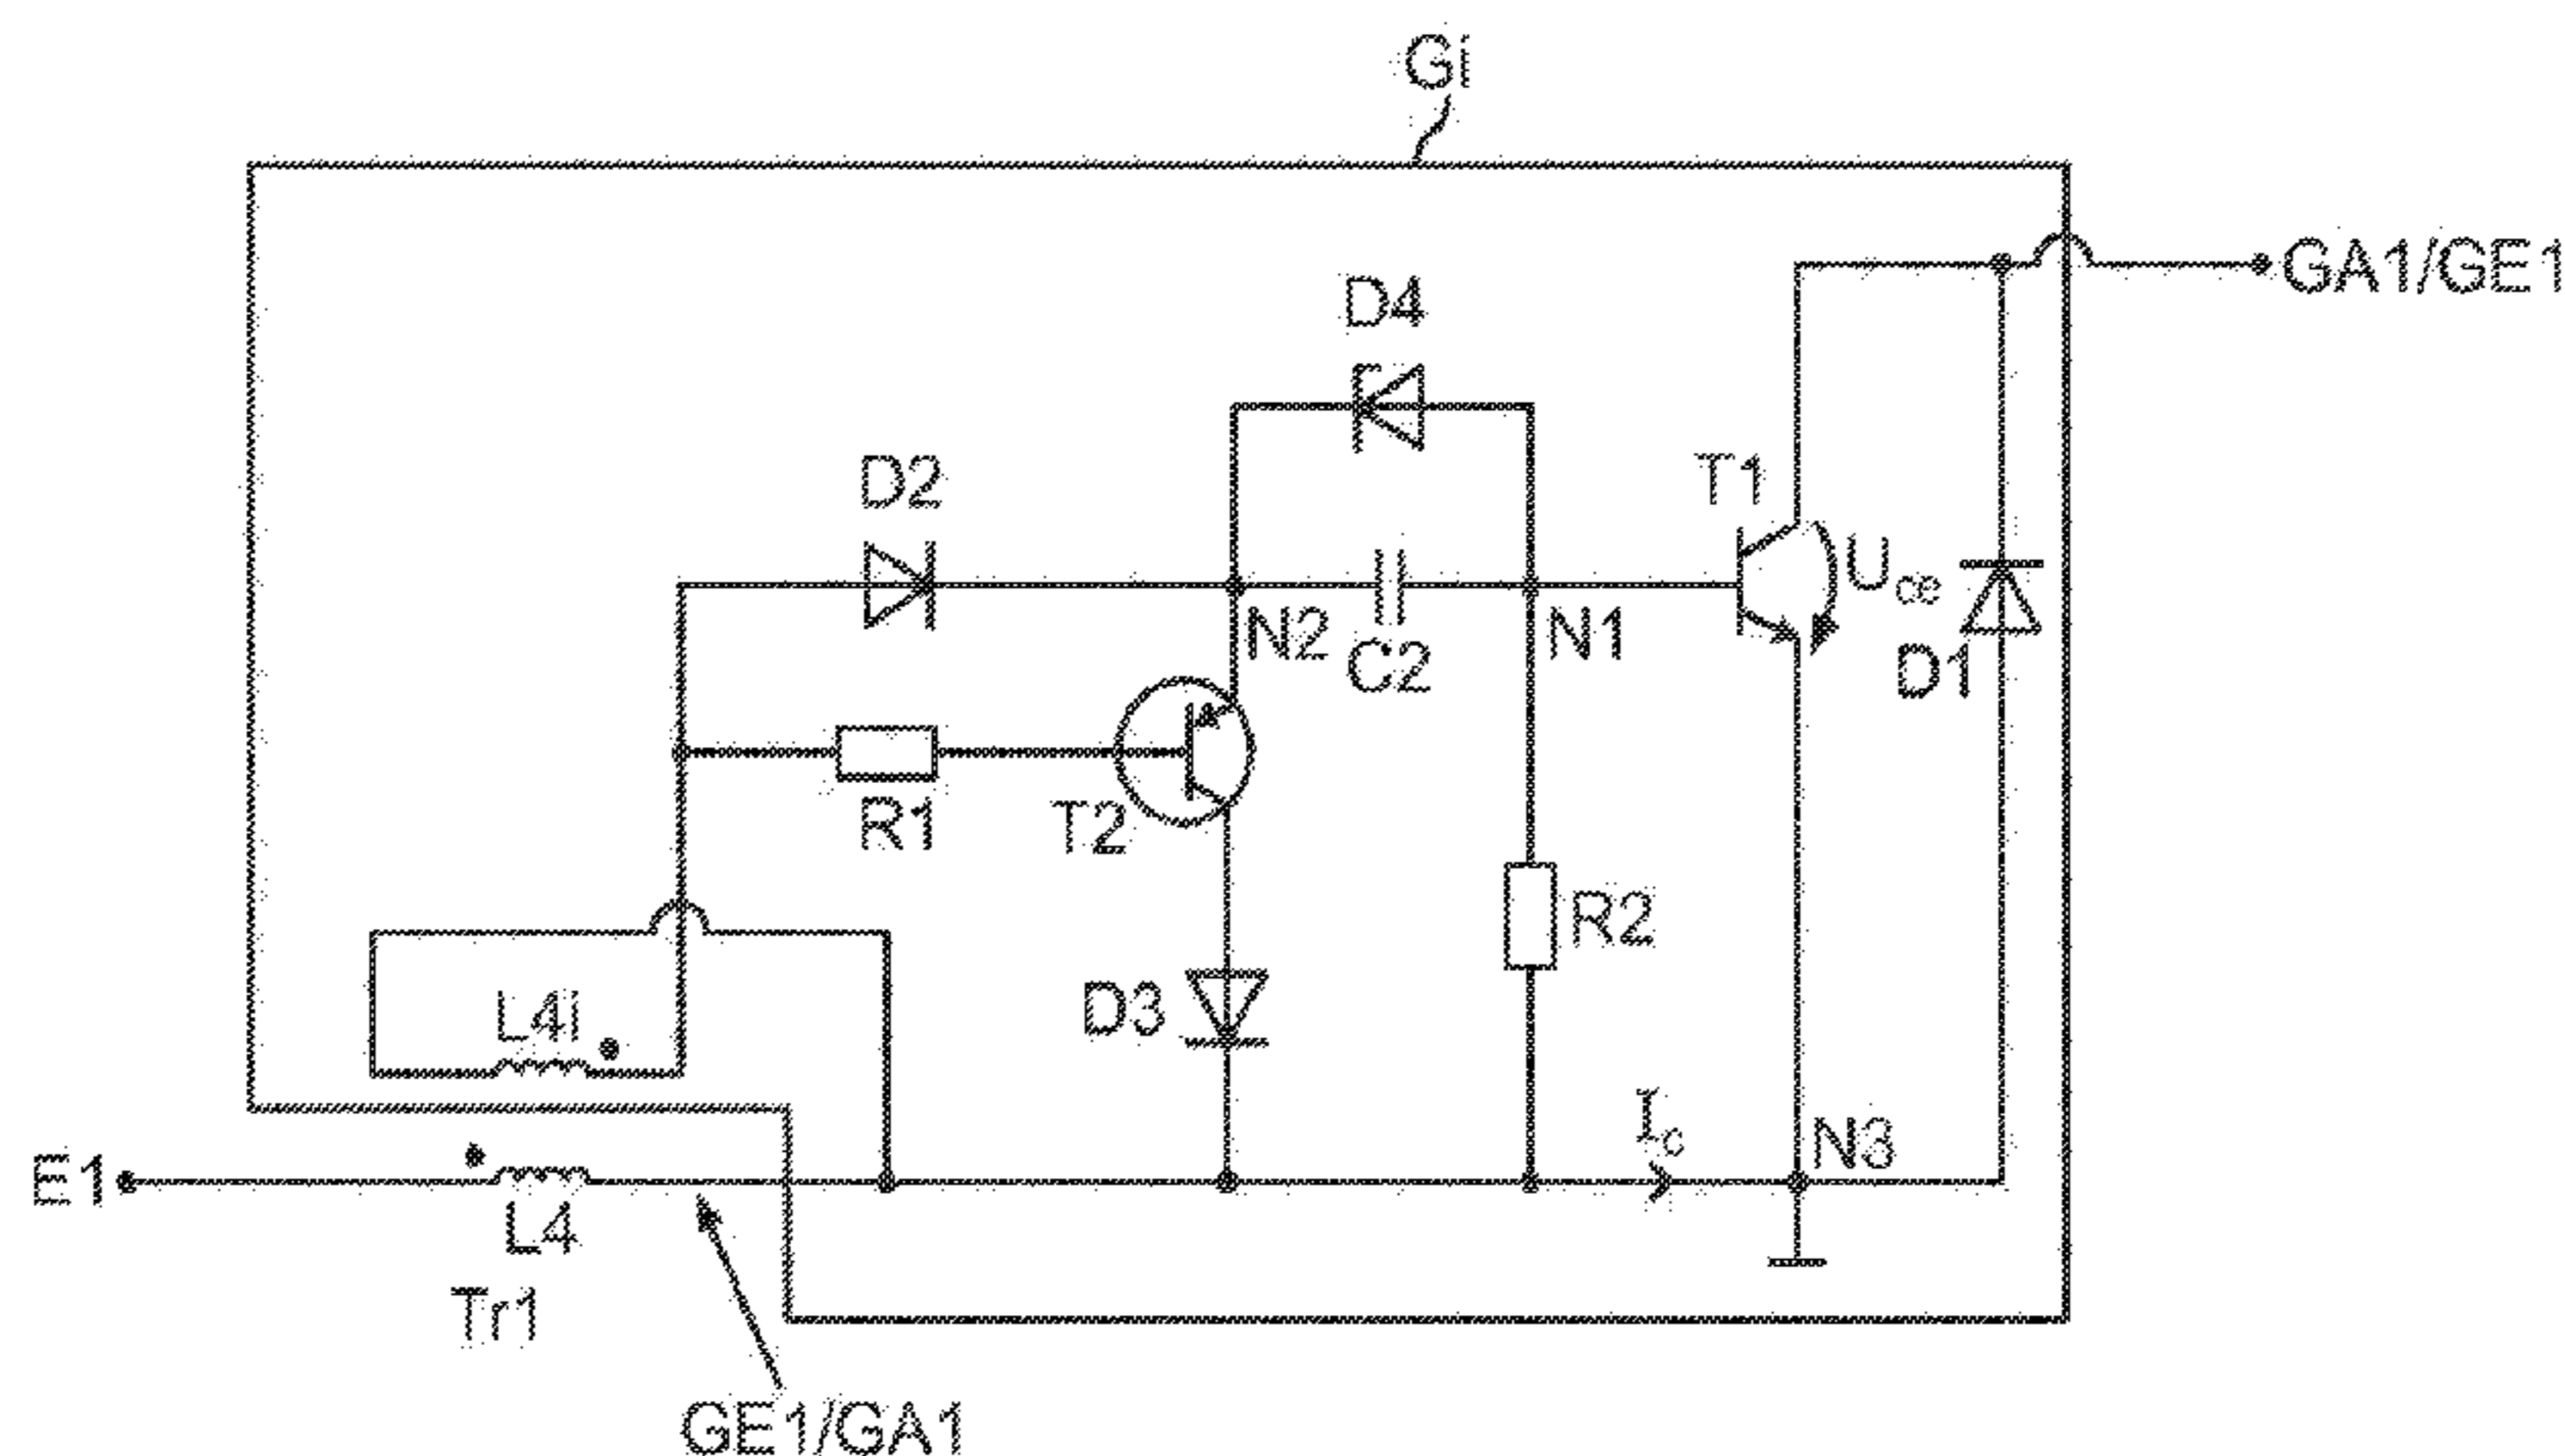 Gi
GA1/GE1
D4
D2
T1
Uce
N2
C2
N1
D1
R1
T2
R2
L4i
D3
Ic
N3
E1
L4
Tr1
GE1/GA1